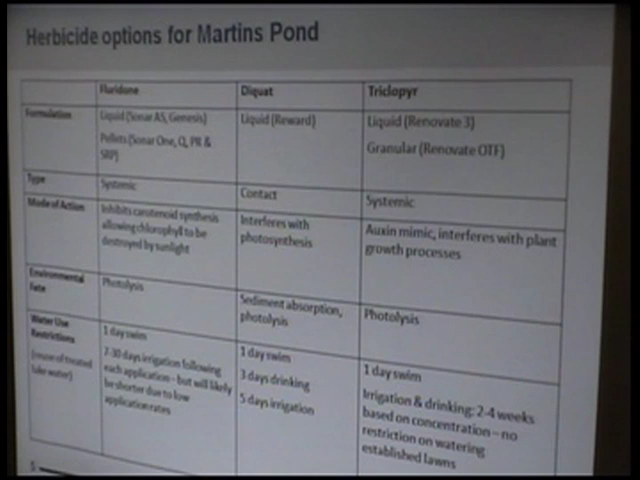 Herbicide options for Martins Pond
Fluridone
Diquat
Triclopyr
Formulation
Liquid (Sonar AS, Genesis)
Pellets (Sonar One, Q, PR &
SRP)
Liquid (Reward)
Liquid (Renovate 3)
Granular (Renovate OTF)
Type
Systemic
Contact
Systemic
Mode of Action
Inhibits carotenoid synthesis
allowing chlorophyll to be
destroyed by sunlight
Interferes with
photosynthesis
Auxin mimic, interferes with plant
growth processes
Environmental
Fate
Photolysis
Sediment absorption,
photolysis
Photolysis
Water Use
Restrictions
(reuse of treated
lake water)
1 day swim
7-30 days irrigation following
each application – but will likely
be shorter due to low
application rates
1 day swim
3 days drinking
5 days irrigation
1 day swim
Irrigation & drinking: 2-4 weeks
based on concentration – no
restriction on watering
established lawns
5